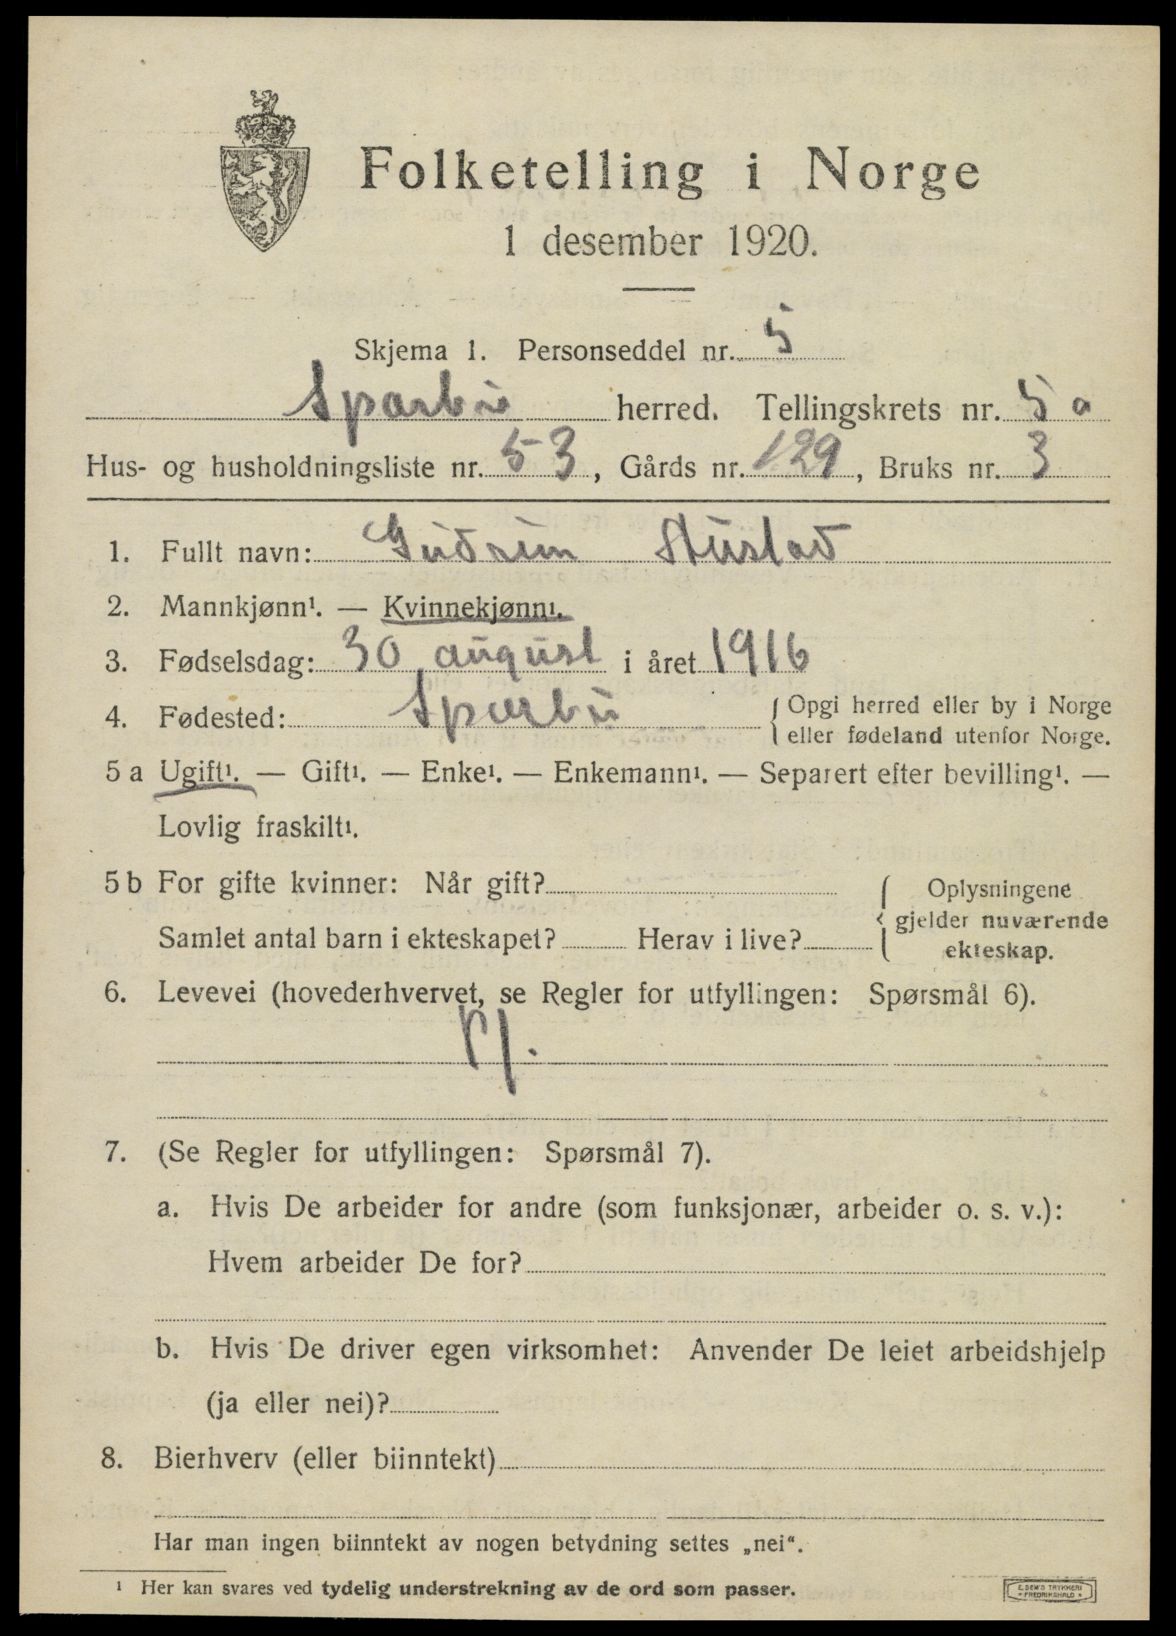 Folketelling i Norge
1 desember 1920.
Skjema 1. Personseddel nr. 5
Sparbu herred. Tellingskrets nr. 5 a
Hus- og husholdningsliste nr. 53, Gårds nr. 129, Bruks nr. 3
1. Fullt navn: Gudrun Austad
2. Mannkjønn¹. — Kvinnekjønn¹.
3. Fødselsdag: 30 august i året 1916
4. Fødested: Sparbu { Opgi herred eller by i Norge
eller fødeland utenfor Norge.
5 a Ugift¹. — Gift¹. — Enke¹. — Enkemann¹. — Separert efter bevilling¹. —
Lovlig fraskilt¹.
5 b For gifte kvinner: Når gift?
Samlet antal barn i ekteskapet? Herav i live?
{ Oplysningene
gjelder nuværende
ekteskap.
6. Levevei (hovederhvervet, se Regler for utfyllingen: Spørsmål 6).
7. (Se Regler for utfyllingen: Spørsmål 7).
a. Hvis De arbeider for andre (som funksjonær, arbeider o. s. v.):
Hvem arbeider De for?
b. Hvis De driver egen virksomhet: Anvender De leiet arbeidshjelp
(ja eller nei)?
8. Bierhverv (eller biinntekt)
Har man ingen biinntekt av nogen betydning settes „nei“.
¹ Her kan svares ved tydelig understrekning av de ord som passer.
E. SEM'S TRYKKERI
FREDRIKSHALD